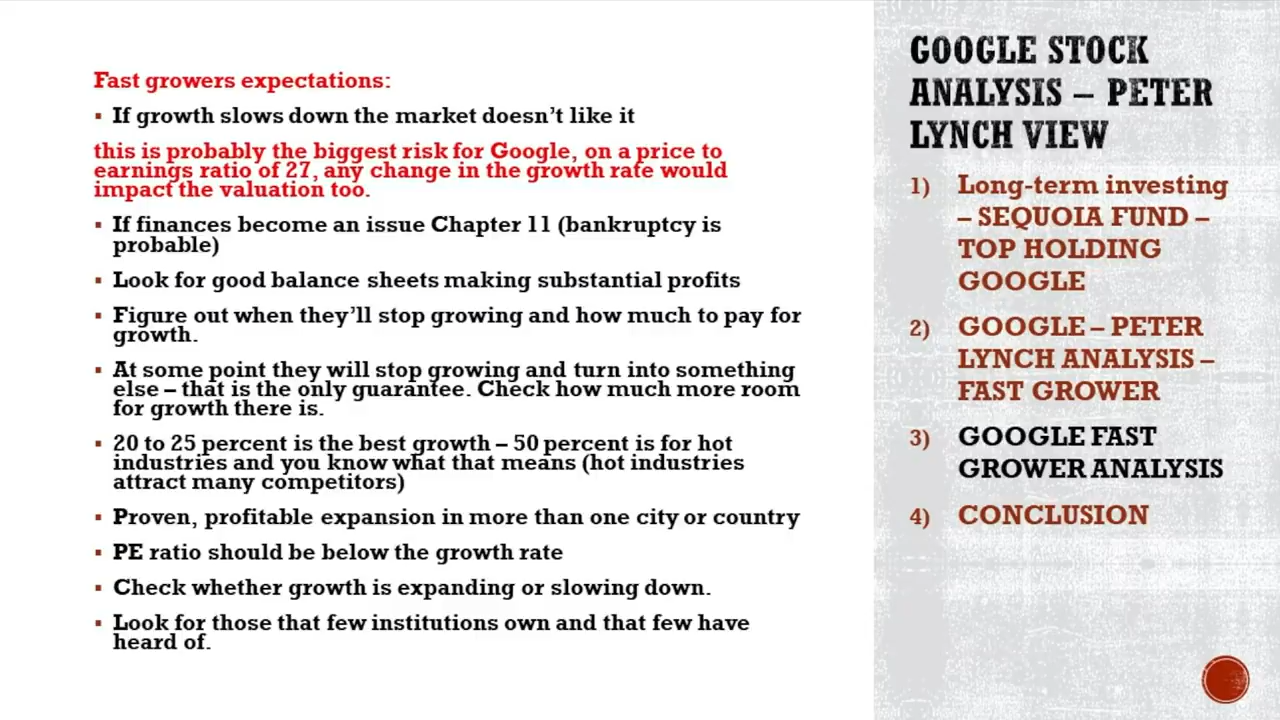 Fast growers expectations:
▪ If growth slows down the market doesn't like it
this is probably the biggest risk for Google, on a price to
earnings ratio of 27, any change in the growth rate would
impact the valuation too.
▪ If finances become an issue Chapter 11 (bankruptcy is
probable)
▪ Look for good balance sheets making substantial profits
▪ Figure out when they'll stop growing and how much to pay for
growth.
▪ At some point they will stop growing and turn into something
else – that is the only guarantee. Check how much more room
for growth there is.
▪ 20 to 25 percent is the best growth – 50 percent is for hot
industries and you know what that means (hot industries
attract many competitors)
▪ Proven, profitable expansion in more than one city or country
▪ PE ratio should be below the growth rate
▪ Check whether growth is expanding or slowing down.
▪ Look for those that few institutions own and that few have
heard of.
GOOGLE STOCK
ANALYSIS – PETER
LYNCH VIEW
1) Long-term investing
– SEQUOIA FUND –
TOP HOLDING
GOOGLE
2) GOOGLE – PETER
LYNCH ANALYSIS –
FAST GROWER
3) GOOGLE FAST
GROWER ANALYSIS
4) CONCLUSION